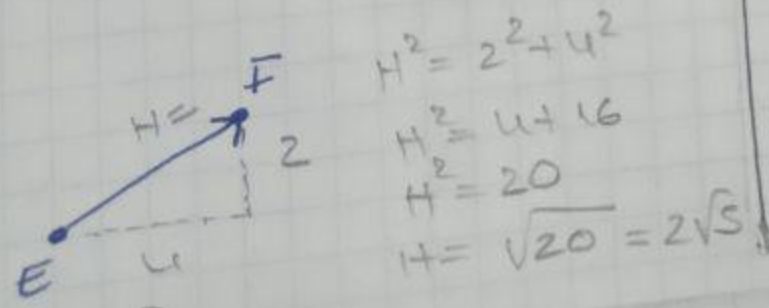 F
H=
2
4
E
H² = 2² + 4²
H² = 4 + 16
H² = 20
H = √20 = 2√5